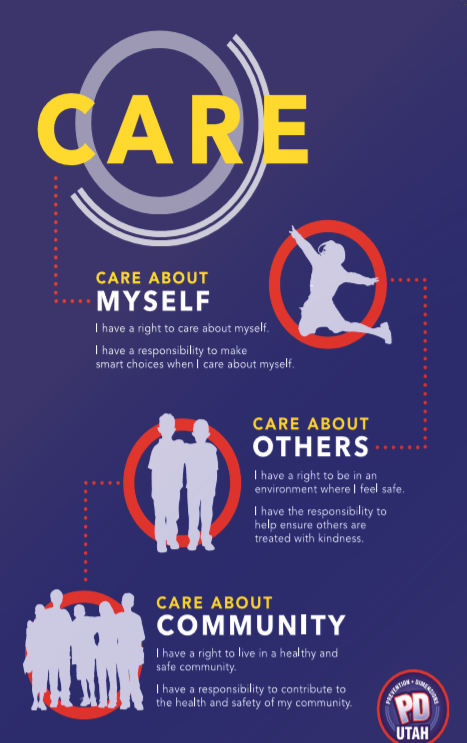 CARE
CARE ABOUT
MYSELF
I have a right to care about myself.
I have a responsibility to make
smart choices when I care about myself.
CARE ABOUT
OTHERS
I have a right to be in an
environment where I feel safe.
I have the responsibility to
help ensure others are
treated with kindness.
CARE ABOUT
COMMUNITY
I have a right to live in a healthy and
safe community.
I have a responsibility to contribute to
the health and safety of my community.
PREVENTION • DIMENSIONS
PD
UTAH